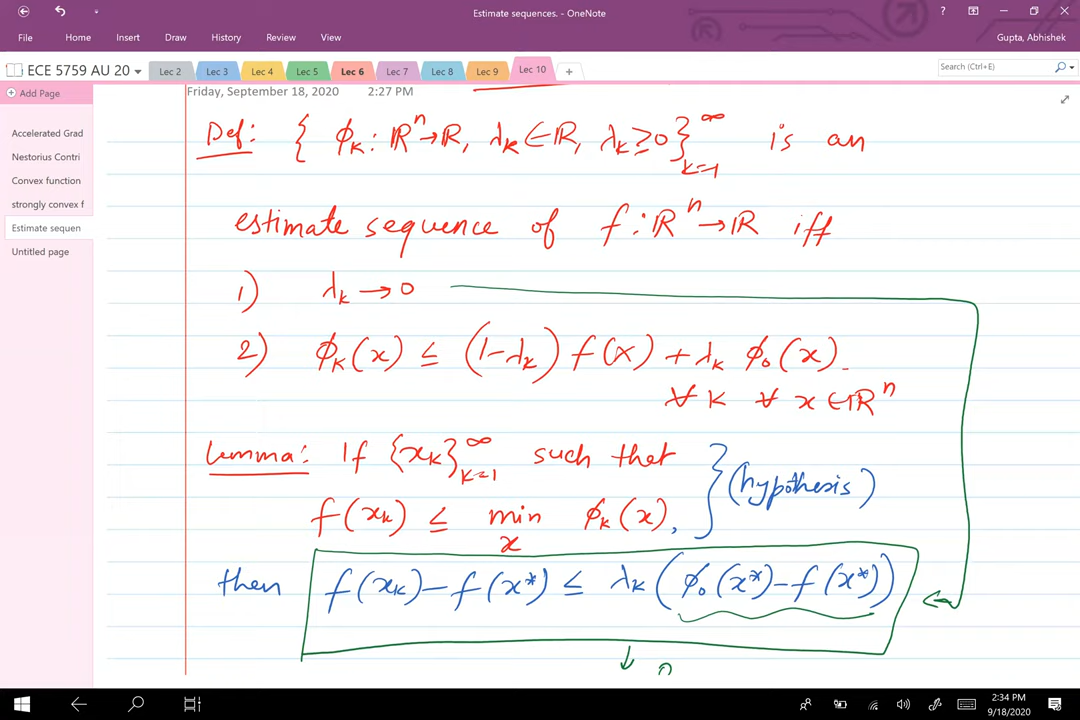 Estimate sequences. - OneNote
?
File Home Insert Draw History Review View Gupta, Abhishek
ECE 5759 AU 20 Lec 2 Lec 3 Lec 4 Lec 5 Lec 6 Lec 7 Lec 8 Lec 9 Lec 10 + Search (Ctrl+E)
Add Page
Accelerated Grad
Nestorius Contri
Convex function
strongly convex f
Estimate sequen
Untitled page
Friday, September 18, 2020 2:27 PM
Def: { ϕ_k : ℝ^n → ℝ, λ_k ∈ ℝ, λ_k ≥ 0 }_{k=1}^∞ is an
estimate sequence of f : ℝ^n → ℝ iff
1) λ_k → 0
2) ϕ_k(x) ≤ (1-λ_k) f(x) + λ_k ϕ_0(x).
∀ k ∀ x ∈ ℝ^n
Lemma: If {x_k}_{k=1}^∞ such that
f(x_k) ≤ min_x ϕ_k(x), } (hypothesis)
then f(x_k) - f(x*) ≤ λ_k (ϕ_0(x*) - f(x*))
↓
2:34 PM
9/18/2020